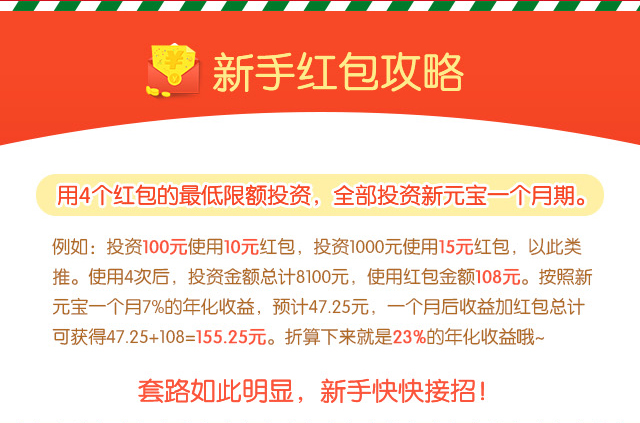 新手红包攻略
用4个红包的最低限额投资，全部投资新元宝一个月期。
例如：投资100元使用10元红包，投资1000元使用15元红包，以此类
推。使用4次后，投资金额总计8100元，使用红包金额108元。按照新
元宝一个月7%的年化收益，预计47.25元，一个月后收益加红包总计
可获得47.25+108=155.25元。折算下来就是23%的年化收益哦~
套路如此明显，新手快快接招！